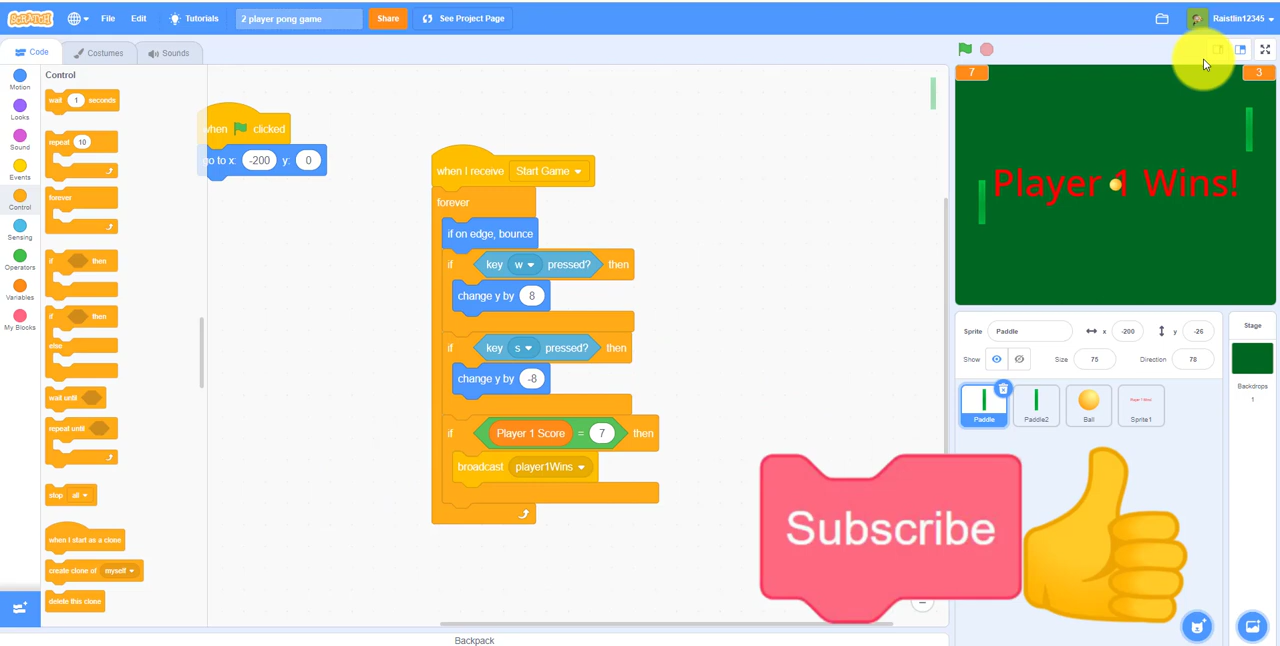 SCRATCH File Edit Tutorials 2 player pong game Share See Project Page Raistlin12345
Code Costumes Sounds
Motion
Looks
Sound
Events
Control
Sensing
Operators
Variables
My Blocks
Control
wait 1 seconds
repeat 10
forever
if then
if then
else
wait until
repeat until
stop all
when I start as a clone
create clone of myself
delete this clone
when clicked
go to x: -200 y: 0
when I receive Start Game
forever
if on edge, bounce
if key w pressed? then
change y by 8
if key s pressed? then
change y by -8
if Player 1 Score = 7 then
broadcast player1Wins
7 3
Player 1 Wins!
Sprite Paddle x -200 y -26
Show Size 75 Direction 78
Paddle Paddle2 Ball Sprite1
Stage
Backdrops
1
Subscribe
Backpack